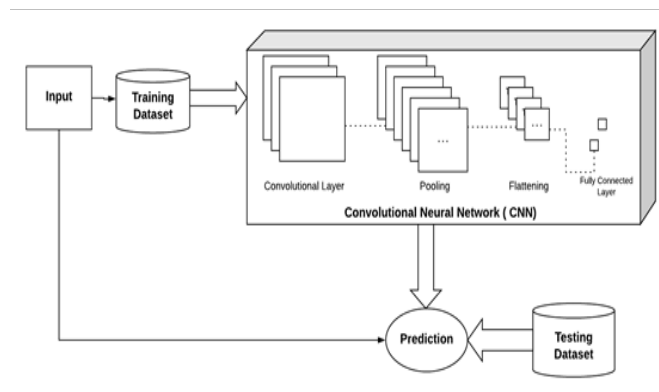 Input
Training
Dataset
...
...
Convolutional Layer
Pooling
Flattening
Fully Connected
Layer
Convolutional Neural Network ( CNN)
Prediction
Testing
Dataset